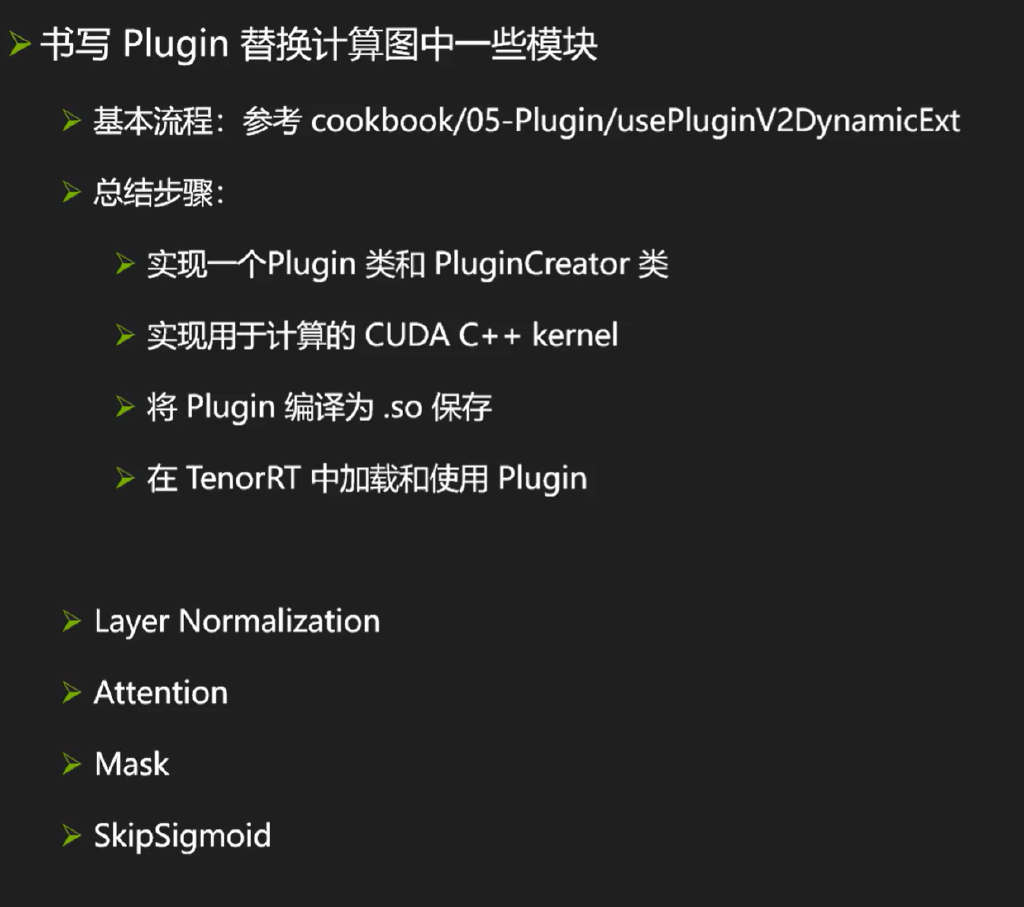 书写 Plugin 替换计算图中一些模块
基本流程：参考 cookbook/05-Plugin/usePluginV2DynamicExt
总结步骤：
实现一个Plugin 类和 PluginCreator 类
实现用于计算的 CUDA C++ kernel
将 Plugin 编译为 .so 保存
在 TenorRT 中加载和使用 Plugin
Layer Normalization
Attention
Mask
SkipSigmoid